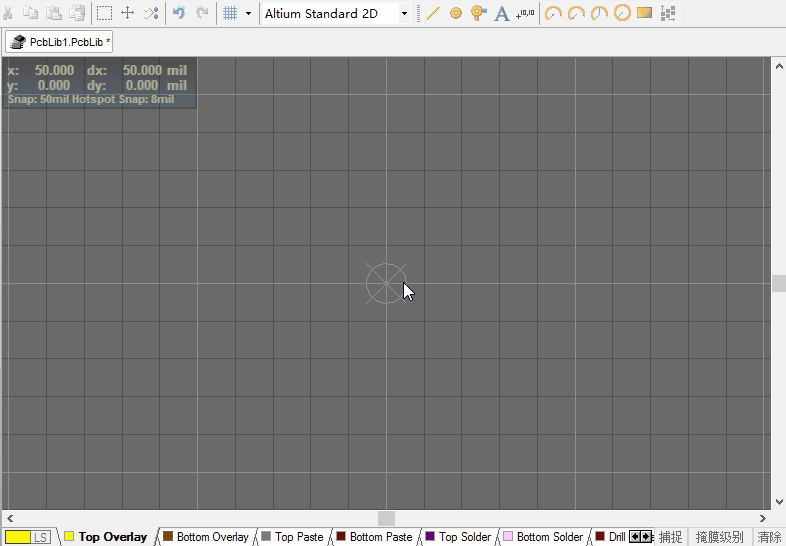 Altium Standard 2D
A
+10,10
PcbLib1.PcbLib *
x: 50.000 dx: 50.000 mil
y: 0.000 dy: 0.000 mil
Snap: 50mil Hotspot Snap: 8mil
LS Top Overlay Bottom Overlay Top Paste Bottom Paste Top Solder Bottom Solder Drill 捕捉 掩膜级别 清除